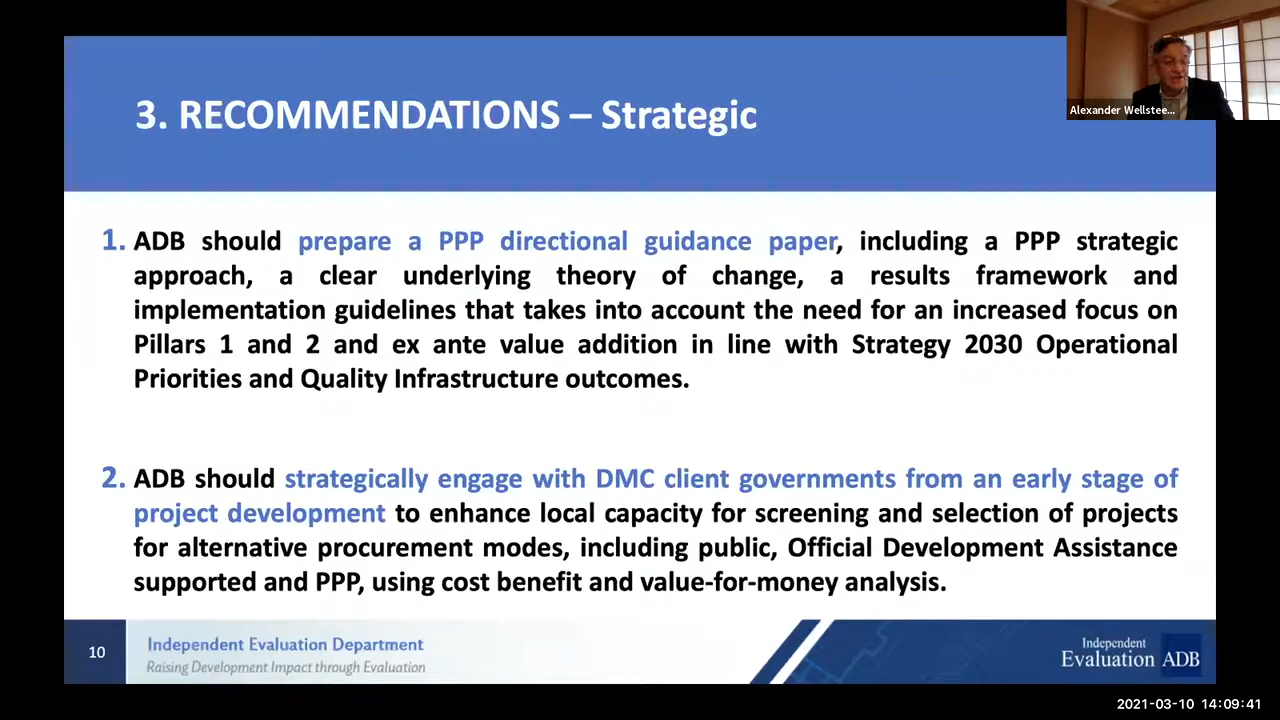 3. RECOMMENDATIONS – Strategic
Alexander Wellstee...
1. ADB should prepare a PPP directional guidance paper, including a PPP strategic
approach, a clear underlying theory of change, a results framework and
implementation guidelines that takes into account the need for an increased focus on
Pillars 1 and 2 and ex ante value addition in line with Strategy 2030 Operational
Priorities and Quality Infrastructure outcomes.
2. ADB should strategically engage with DMC client governments from an early stage of
project development to enhance local capacity for screening and selection of projects
for alternative procurement modes, including public, Official Development Assistance
supported and PPP, using cost benefit and value-for-money analysis.
10
Independent Evaluation Department
Raising Development Impact through Evaluation
Independent
Evaluation ADB
2021-03-10 14:09:41